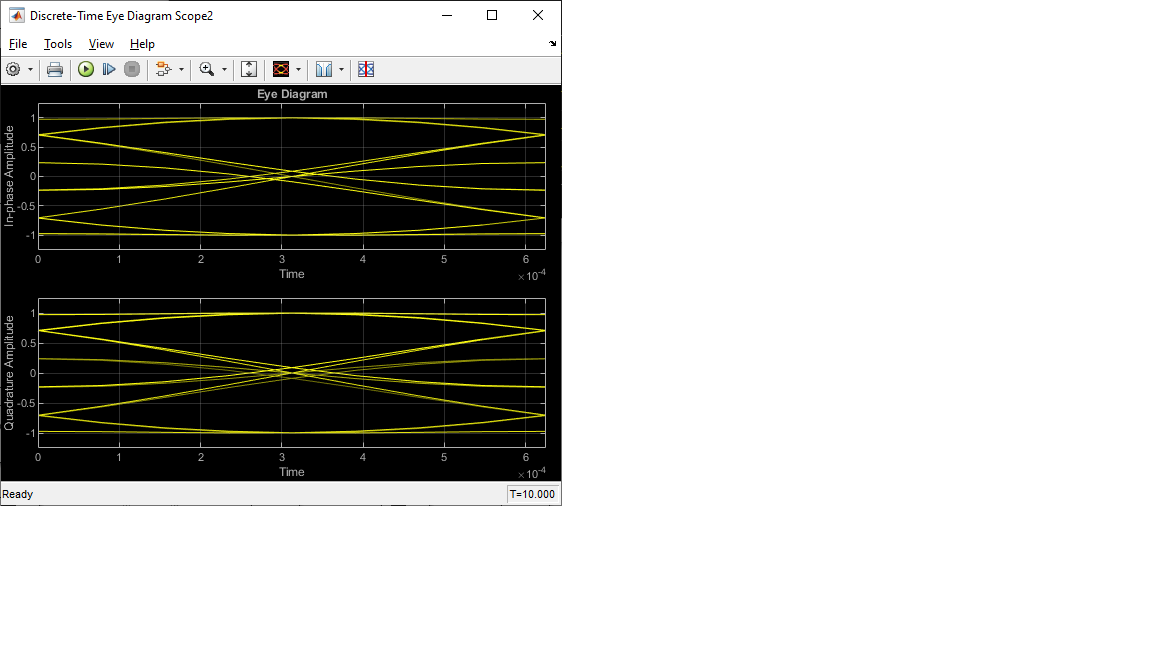 Discrete-Time Eye Diagram Scope2
File Tools View Help
Eye Diagram
In-phase Amplitude
1
0.5
0
-0.5
-1
0 1 2 3 4 5 6
Time
×10-4
Quadrature Amplitude
1
0.5
0
-0.5
-1
0 1 2 3 4 5 6
Time
×10-4
Ready T=10.000